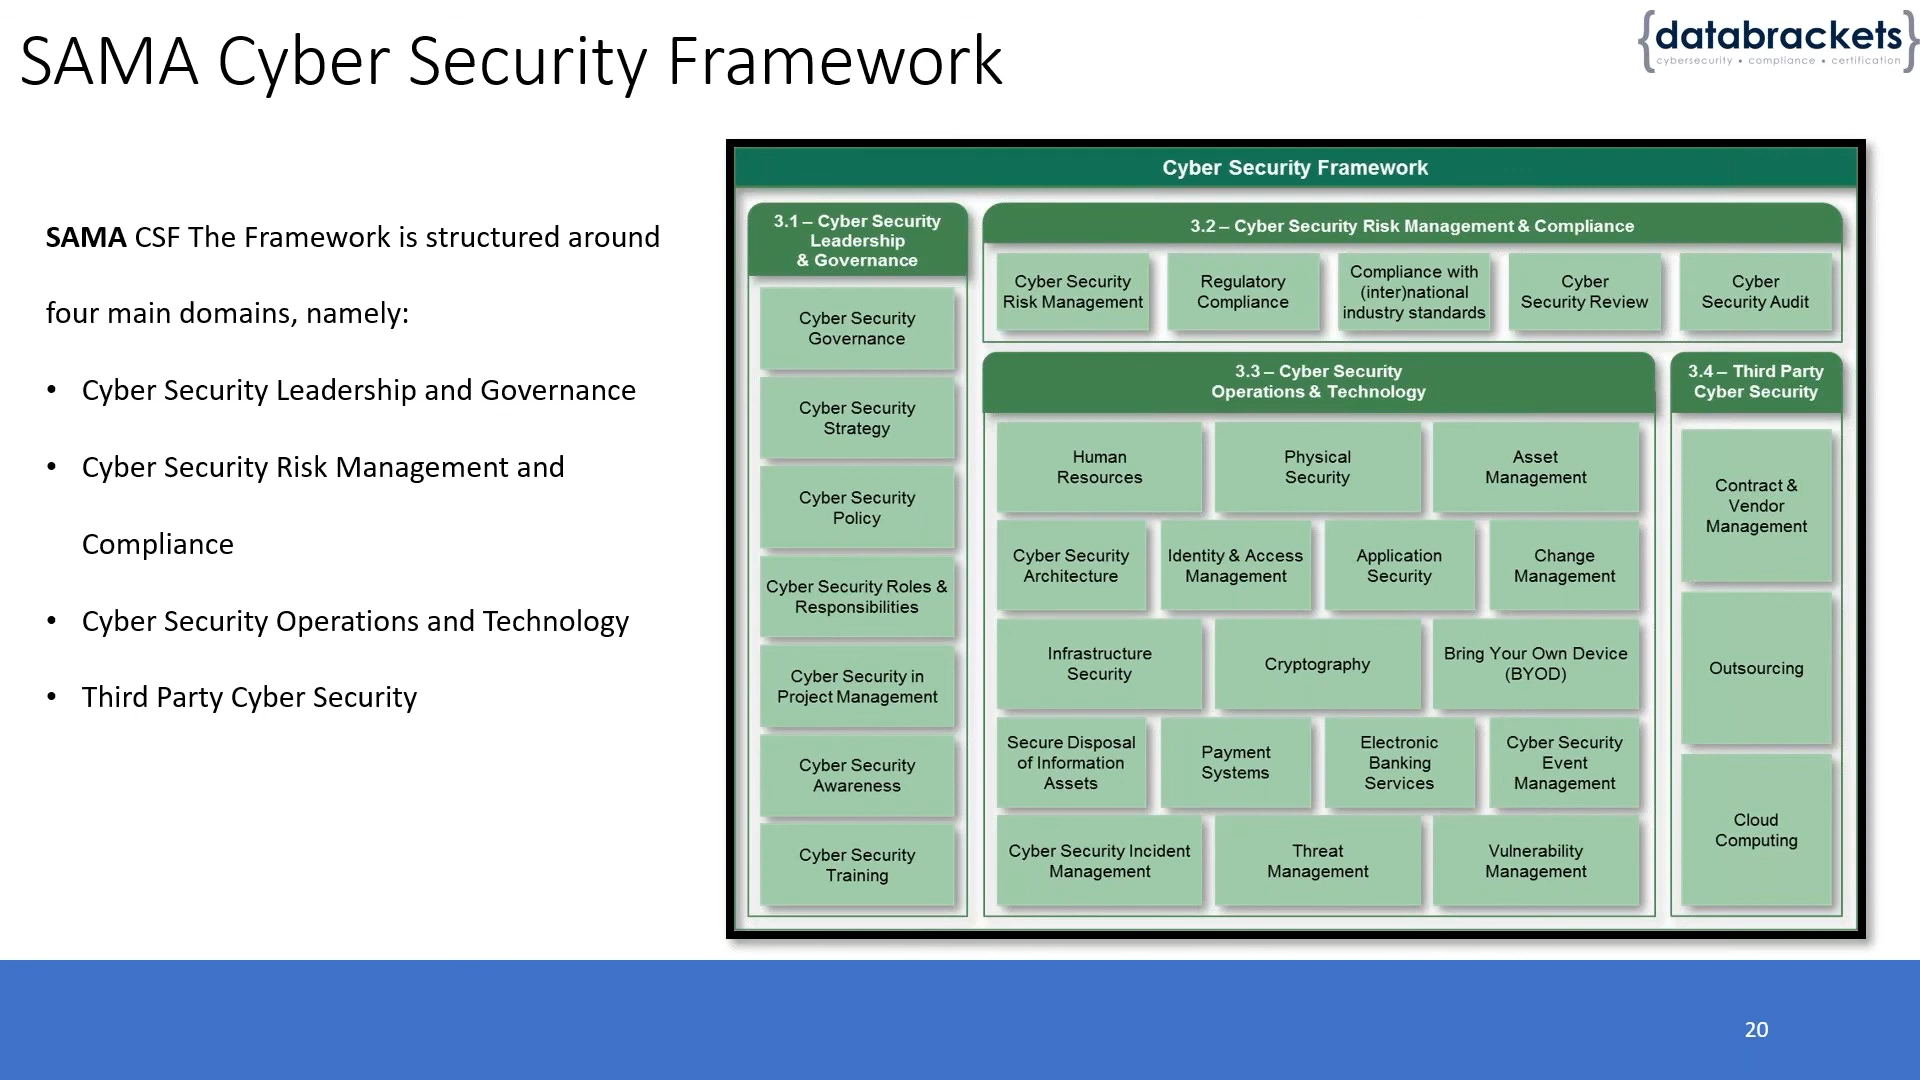 SAMA Cyber Security Framework
{databrackets}
cybersecurity • compliance • certification
SAMA CSF The Framework is structured around
four main domains, namely:
• Cyber Security Leadership and Governance
• Cyber Security Risk Management and
Compliance
• Cyber Security Operations and Technology
• Third Party Cyber Security
Cyber Security Framework
3.1 – Cyber Security
Leadership
& Governance
Cyber Security
Governance
Cyber Security
Strategy
Cyber Security
Policy
Cyber Security Roles &
Responsibilities
Cyber Security in
Project Management
Cyber Security
Awareness
Cyber Security
Training
3.2 – Cyber Security Risk Management & Compliance
Cyber Security
Risk Management
Regulatory
Compliance
Compliance with
(inter)national
industry standards
Cyber
Security Review
Cyber
Security Audit
3.3 – Cyber Security
Operations & Technology
Human
Resources
Physical
Security
Asset
Management
Cyber Security
Architecture
Identity & Access
Management
Application
Security
Change
Management
Infrastructure
Security
Cryptography
Bring Your Own Device
(BYOD)
Secure Disposal
of Information
Assets
Payment
Systems
Electronic
Banking
Services
Cyber Security
Event
Management
Cyber Security Incident
Management
Threat
Management
Vulnerability
Management
3.4 – Third Party
Cyber Security
Contract &
Vendor
Management
Outsourcing
Cloud
Computing
20